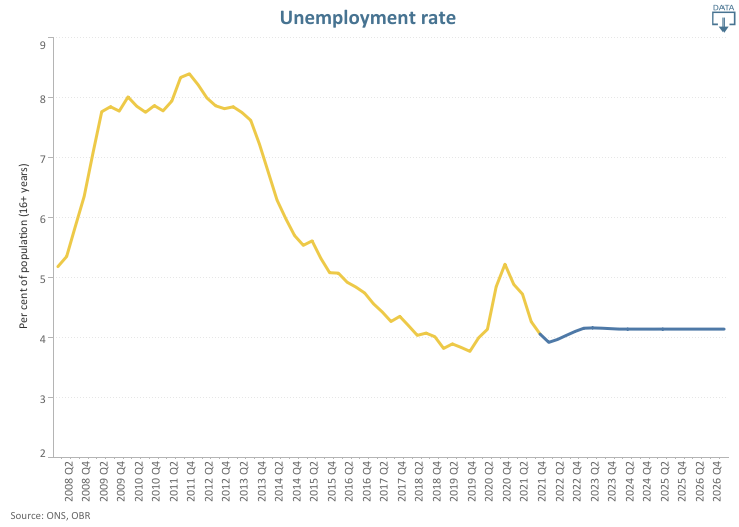 Unemployment rate
DATA
9
8
7
6
5
4
3
2
Per cent of population (16+ years)
2008 Q2
2008 Q4
2009 Q2
2009 Q4
2010 Q2
2010 Q4
2011 Q2
2011 Q4
2012 Q2
2012 Q4
2013 Q2
2013 Q4
2014 Q2
2014 Q4
2015 Q2
2015 Q4
2016 Q2
2016 Q4
2017 Q2
2017 Q4
2018 Q2
2018 Q4
2019 Q2
2019 Q4
2020 Q2
2020 Q4
2021 Q2
2021 Q4
2022 Q2
2022 Q4
2023 Q2
2023 Q4
2024 Q2
2024 Q4
2025 Q2
2025 Q4
2026 Q2
2026 Q4
Source: ONS, OBR